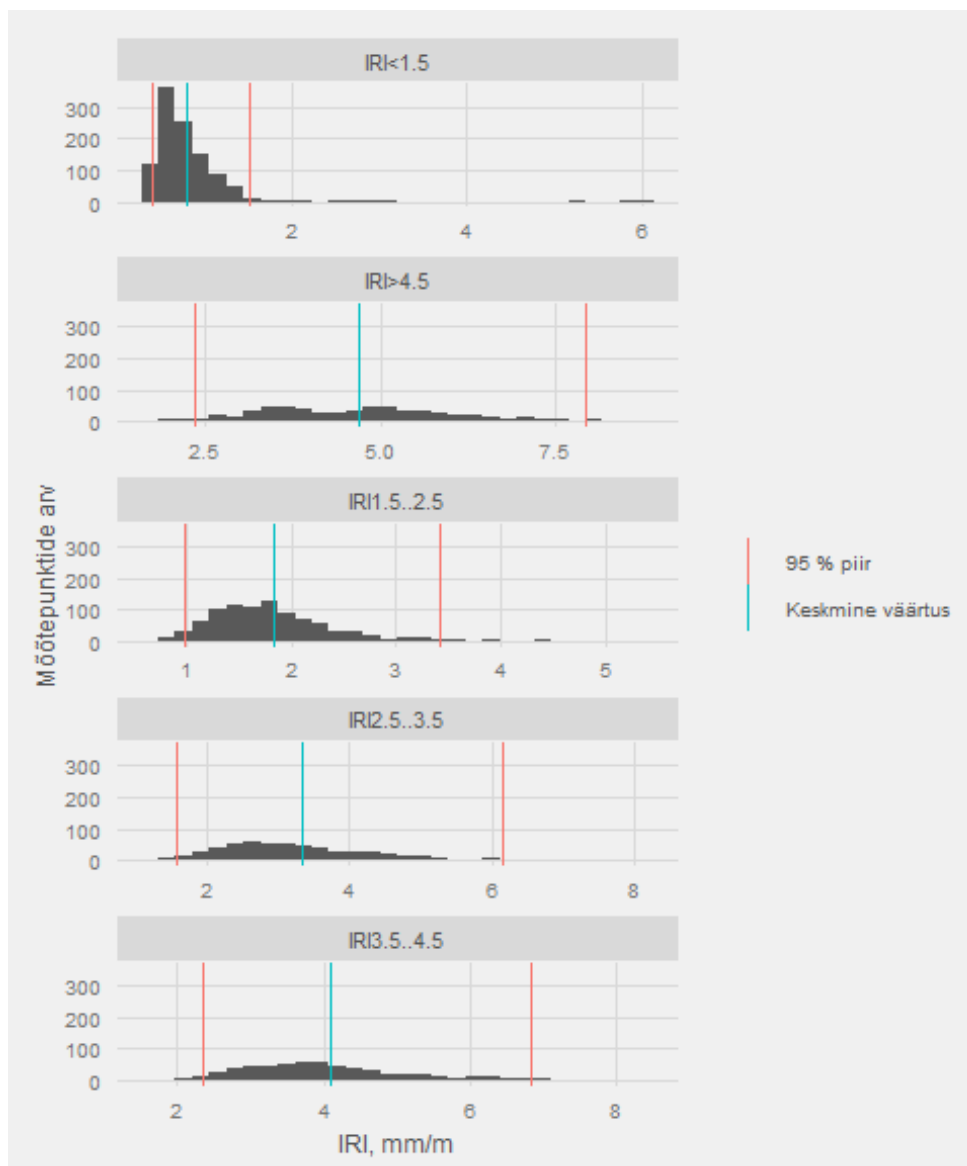 IRI<1.5
300
200
100
0
2 4 6
IRI>4.5
300
200
100
0
2.5 5.0 7.5
IRI1.5..2.5
300
200
100
0
1 2 3 4 5
IRI2.5..3.5
300
200
100
0
2 4 6 8
IRI3.5..4.5
300
200
100
0
2 4 6 8
IRI, mm/m
Mõõtepunktide arv
95 % piir
Keskmine väärtus